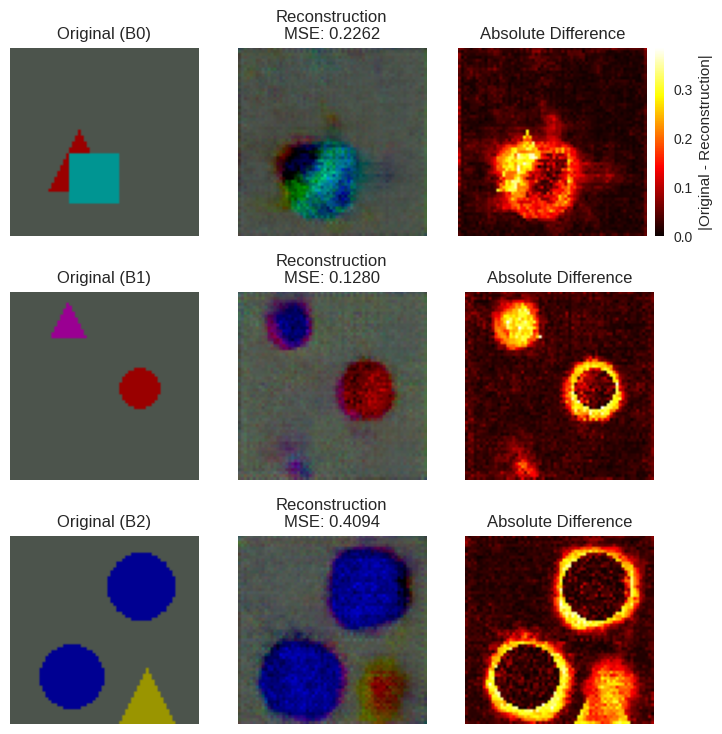 Original (B0)
Reconstruction
MSE: 0.2262
Absolute Difference
0.3
0.2
0.1
0.0
|Original - Reconstruction|
Original (B1)
Reconstruction
MSE: 0.1280
Absolute Difference
Original (B2)
Reconstruction
MSE: 0.4094
Absolute Difference